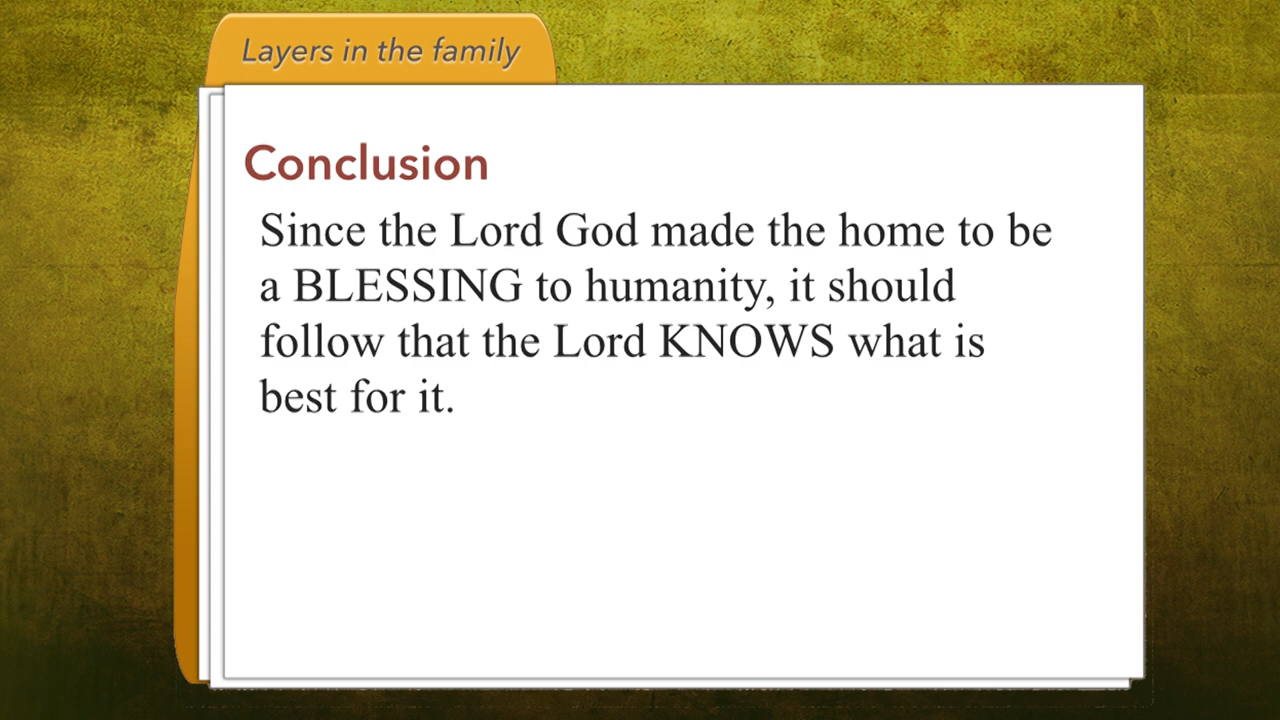 Layers in the family
Conclusion
Since the Lord God made the home to be
a BLESSING to humanity, it should
follow that the Lord KNOWS what is
best for it.